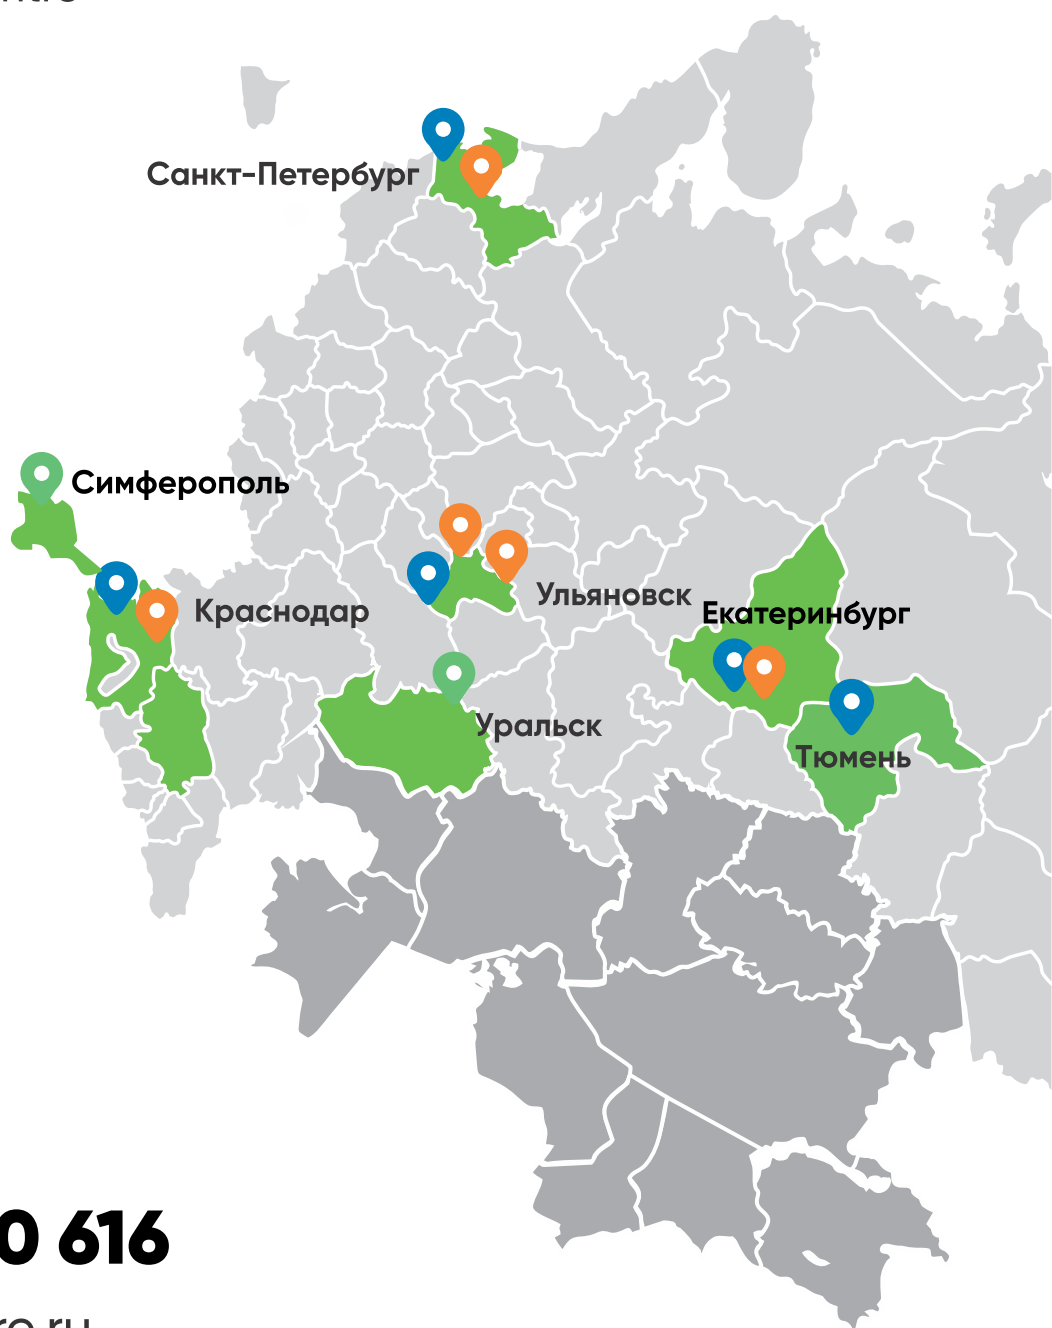 Санкт-Петербург
Симферополь
Ульяновск
Краснодар
Екатеринбург
Уральск
Тюмень
0 616